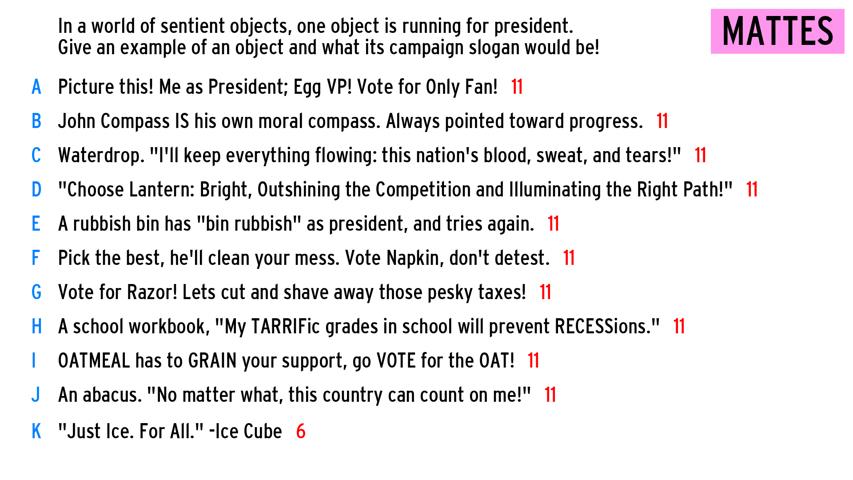 In a world of sentient objects, one object is running for president.
Give an example of an object and what its campaign slogan would be!
MATTES
A Picture this! Me as President; Egg VP! Vote for Only Fan! 11
B John Compass IS his own moral compass. Always pointed toward progress. 11
C Waterdrop. "I'll keep everything flowing: this nation's blood, sweat, and tears!" 11
D "Choose Lantern: Bright, Outshining the Competition and Illuminating the Right Path!" 11
E A rubbish bin has "bin rubbish" as president, and tries again. 11
F Pick the best, he'll clean your mess. Vote Napkin, don't detest. 11
G Vote for Razor! Lets cut and shave away those pesky taxes! 11
H A school workbook, "My TARRIFic grades in school will prevent RECESSions." 11
I OATMEAL has to GRAIN your support, go VOTE for the OAT! 11
J An abacus. "No matter what, this country can count on me!" 11
K "Just Ice. For All." -Ice Cube 6